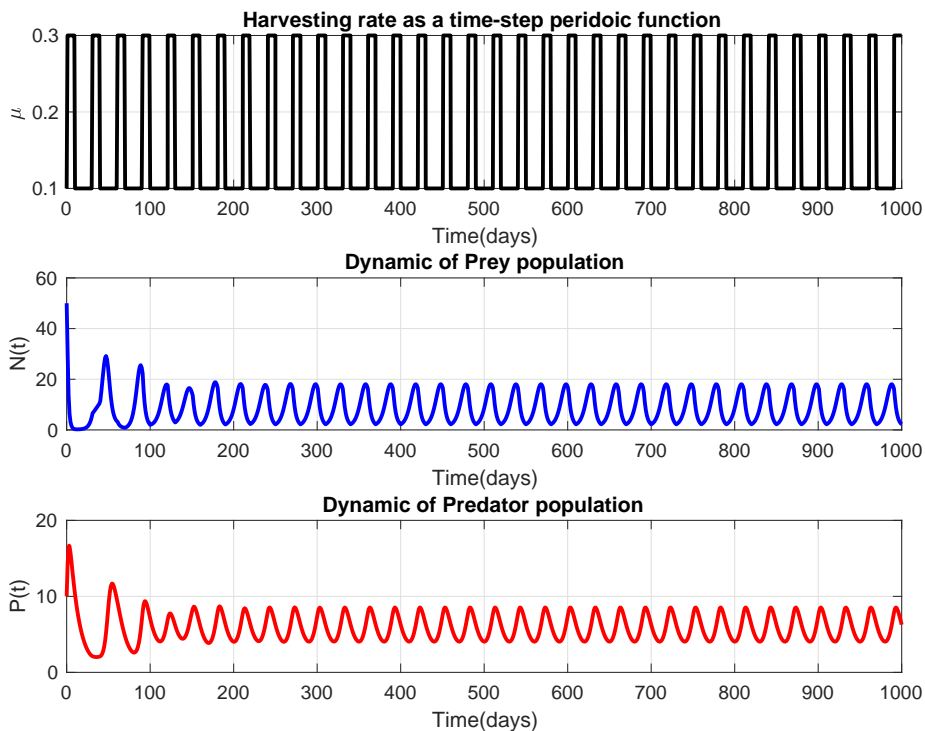 Harvesting rate as a time-step peridoic function
0.3
0.2
0.1
μ
0 100 200 300 400 500 600 700 800 900 1000
Time(days)
Dynamic of Prey population
60
40
20
0
N(t)
0 100 200 300 400 500 600 700 800 900 1000
Time(days)
Dynamic of Predator population
20
10
0
P(t)
0 100 200 300 400 500 600 700 800 900 1000
Time(days)